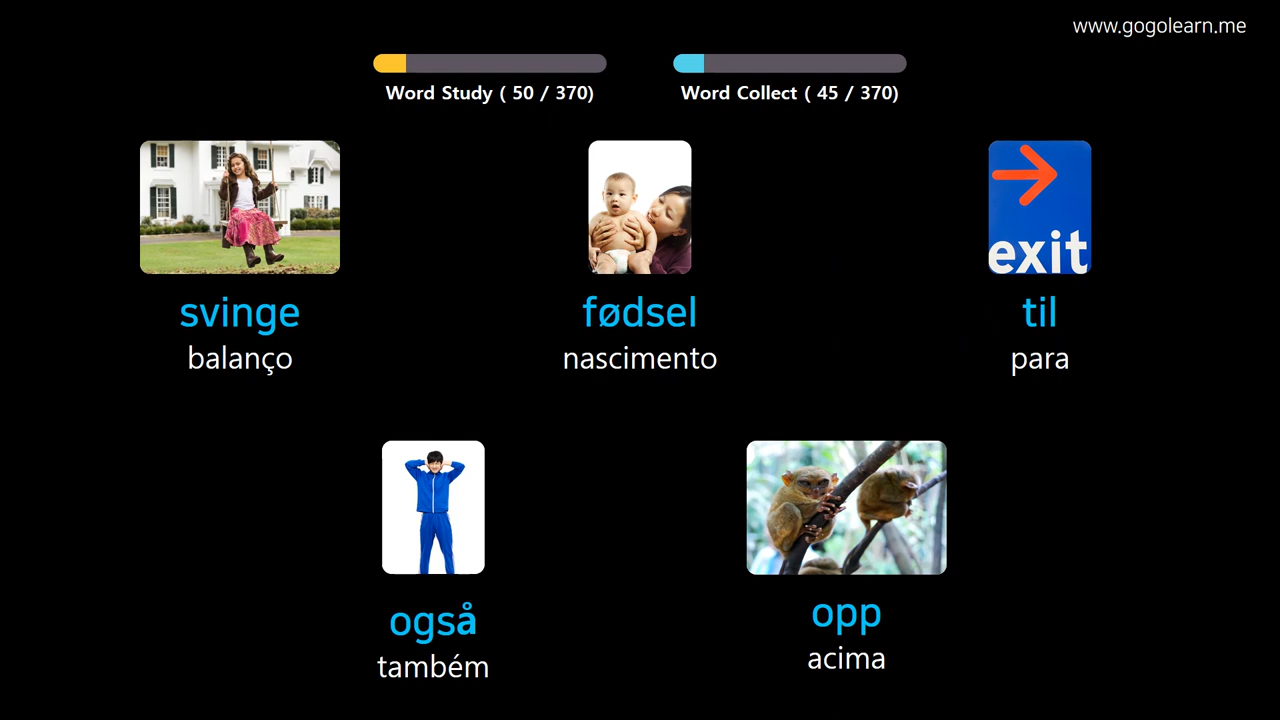 www.gogolearn.me
Word Study ( 50 / 370)
Word Collect ( 45 / 370)
exit
svinge
balanço
fødsel
nascimento
til
para
også
também
opp
acima